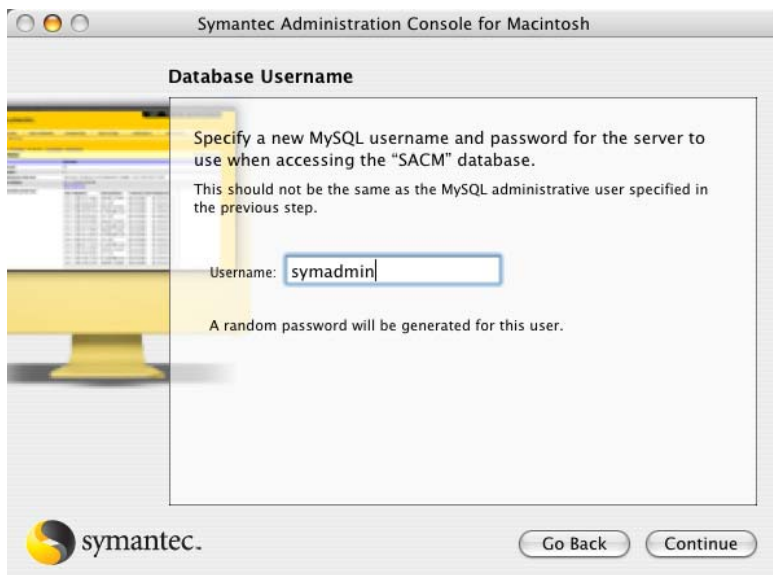 Symantec Administration Console for Macintosh
Database Username
Specify a new MySQL username and password for the server to
use when accessing the “SACM” database.
This should not be the same as the MySQL administrative user specified in
the previous step.
Username: symadmin
A random password will be generated for this user.
symantec.
Go Back
Continue